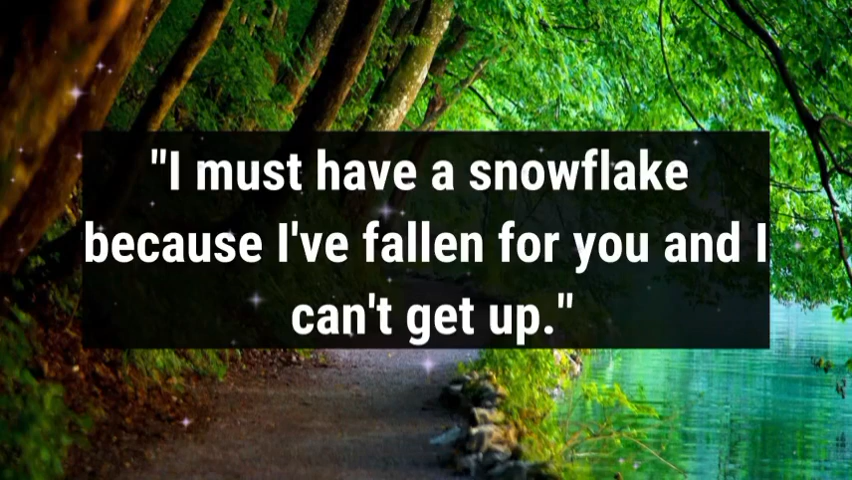 "I must have a snowflake
because I've fallen for you and I
can't get up."